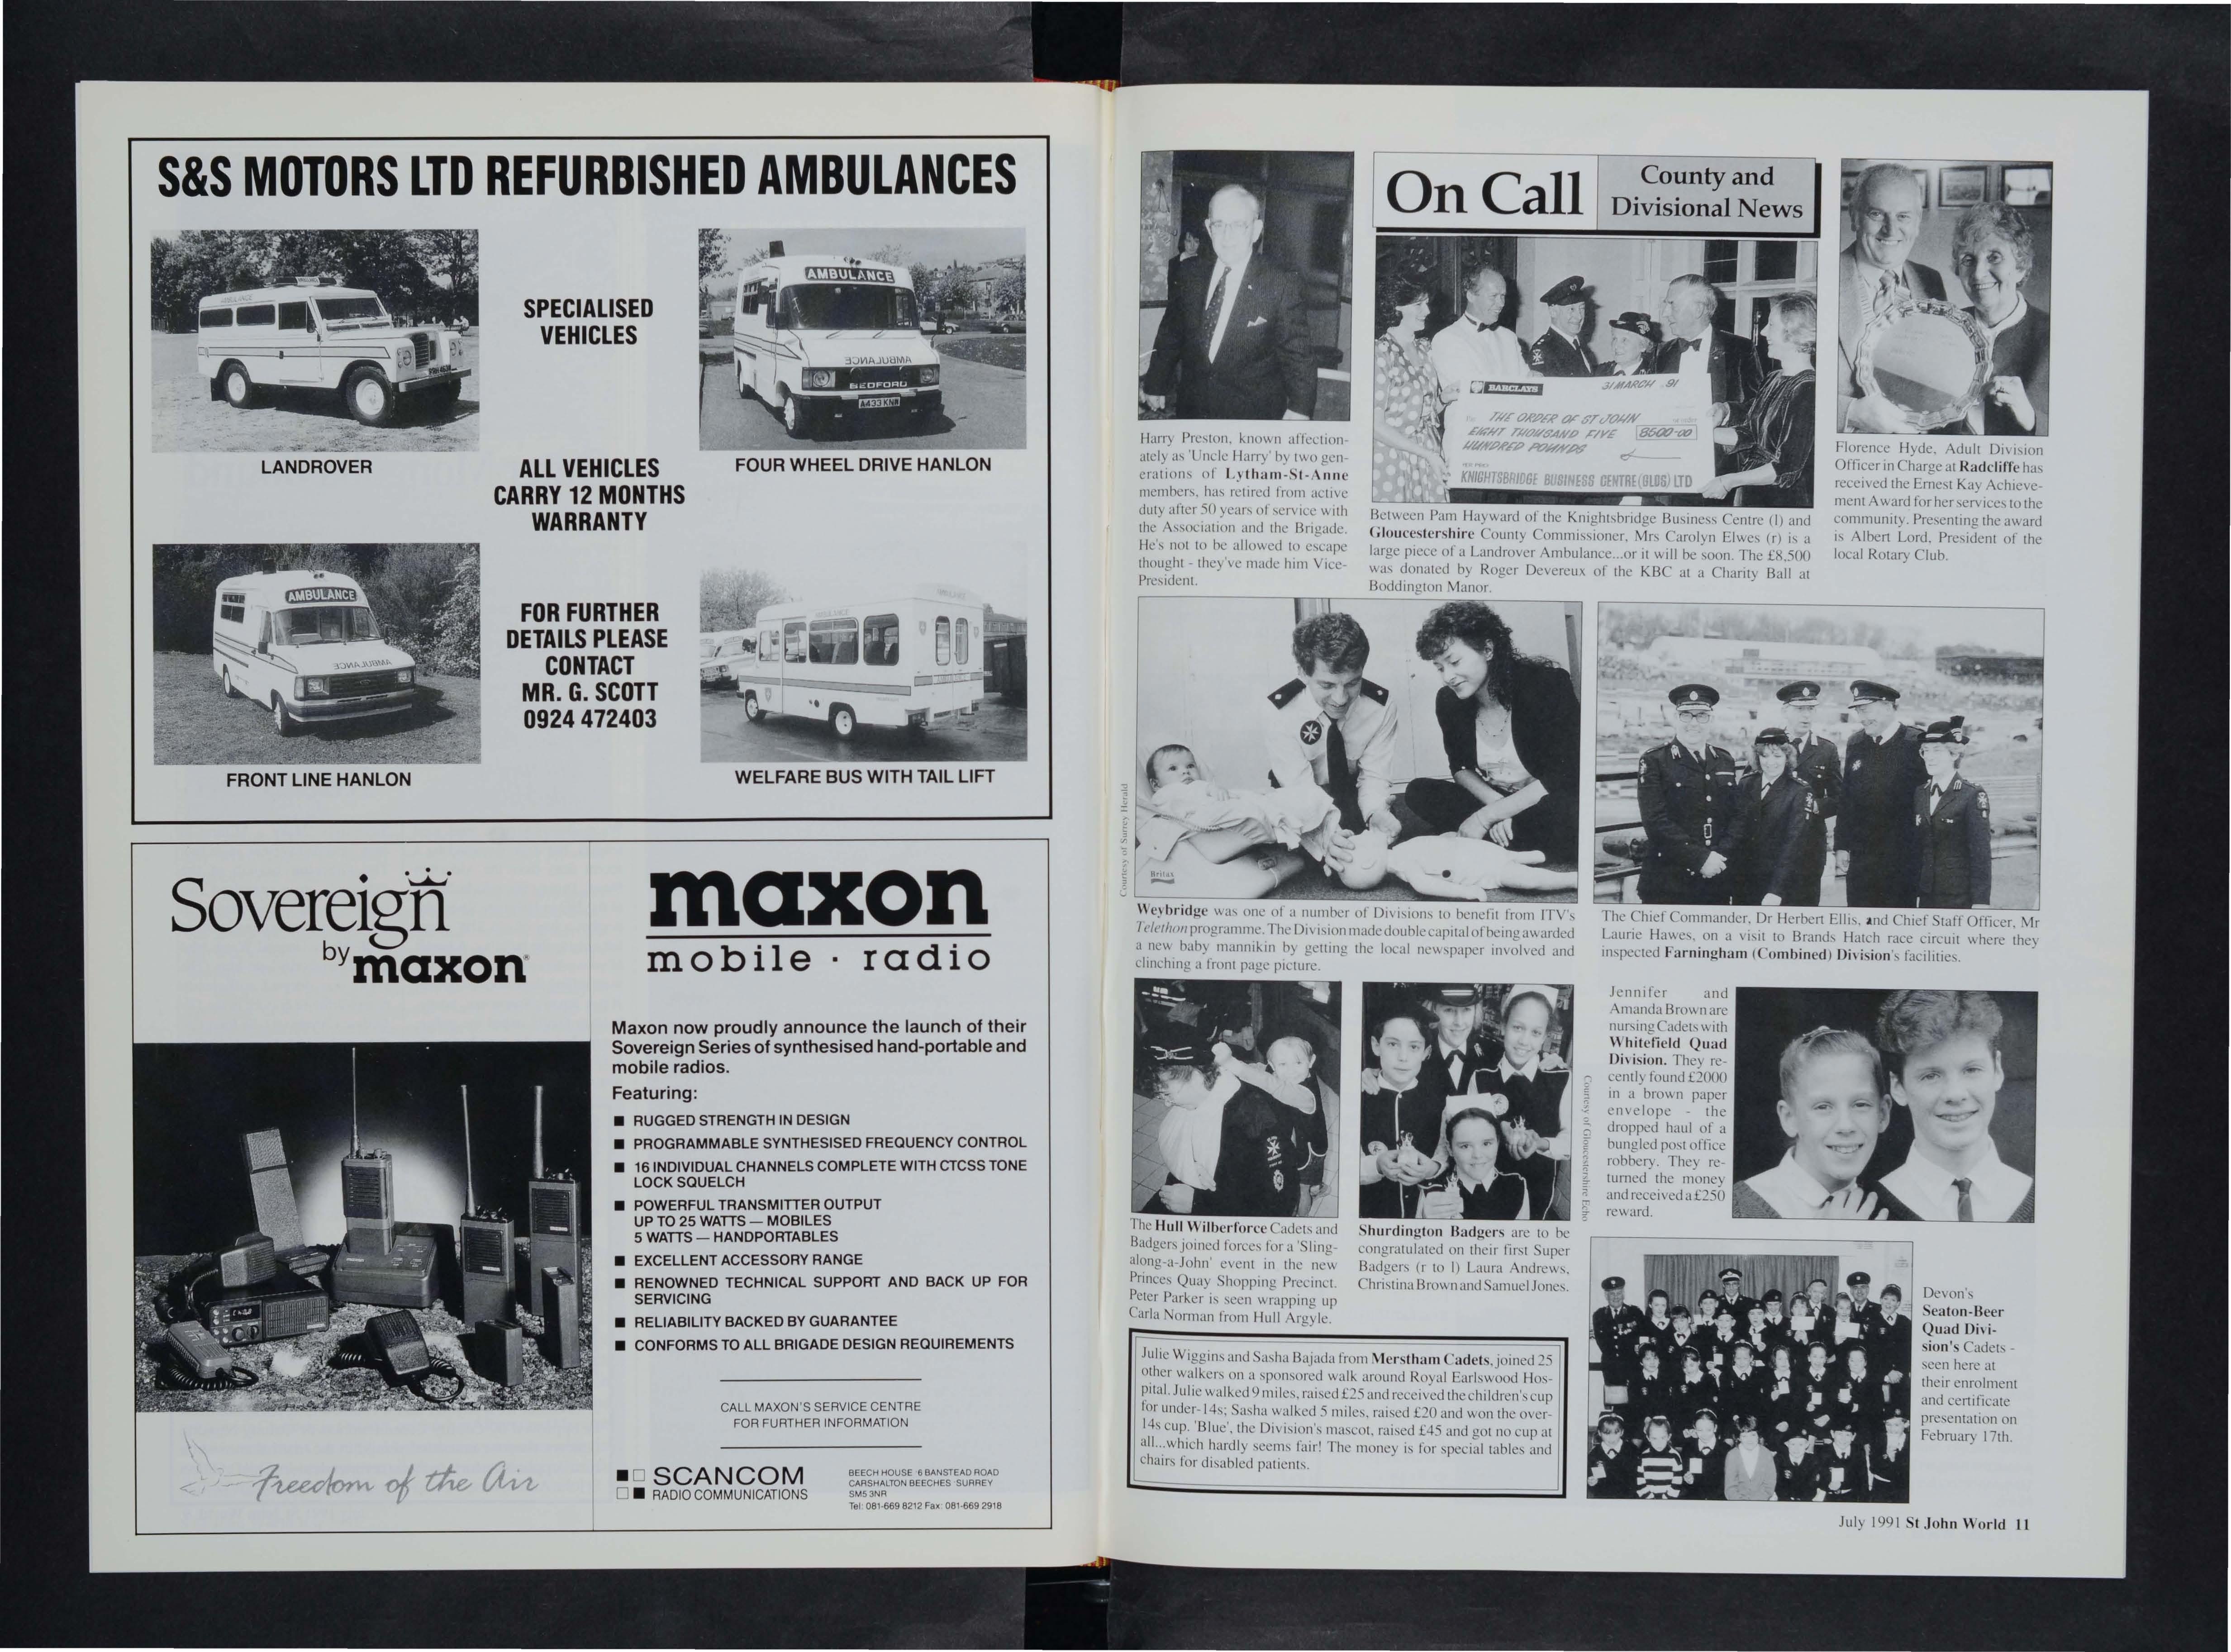 S&S MOTORS LTD REFURBISHED AMBULANCES
AMBULANCE
AMBULANCE
BEDFORD
A433 KNW
SPECIALISED
VEHICLES
LANDROVER
FOUR WHEEL DRIVE HANLON
ALL VEHICLES
CARRY 12 MONTHS
WARRANTY
AMBULANCE
AMBULANCE
FOR FURTHER
DETAILS PLEASE
CONTACT
MR. G. SCOTT
0924 472403
FRONT LINE HANLON
WELFARE BUS WITH TAIL LIFT
Sovereign
by maxon
Freedom of the Air
maxon
mobile · radio
Maxon now proudly announce the launch of their
Sovereign Series of synthesised hand-portable and
mobile radios.
Featuring:
■ RUGGED STRENGTH IN DESIGN
■ PROGRAMMABLE SYNTHESISED FREQUENCY CONTROL
■ 16 INDIVIDUAL CHANNELS COMPLETE WITH CTCSS TONE
LOCK SQUELCH
■ POWERFUL TRANSMITTER OUTPUT
UP TO 25 WATTS — MOBILES
5 WATTS — HANDPORTABLES
■ EXCELLENT ACCESSORY RANGE
■ RENOWNED TECHNICAL SUPPORT AND BACK UP FOR
SERVICING
■ RELIABILITY BACKED BY GUARANTEE
■ CONFORMS TO ALL BRIGADE DESIGN REQUIREMENTS
CALL MAXON'S SERVICE CENTRE
FOR FURTHER INFORMATION
SCANCOM
RADIO COMMUNICATIONS
BEECH HOUSE 6 BANSTEAD ROAD
CARSHALTON BEECHES SURREY
SM5 3NR
Tel: 081-669 8212 Fax: 081-669 2918
On Call
County and
Divisional News
Harry Preston, known affection-
ately as 'Uncle Harry' by two gen-
erations of Lytham-St-Anne
members, has retired from active
duty after 50 years of service with
the Association and the Brigade.
He's not to be allowed to escape
thought - they've made him Vice-
President.
BARCLAYS
31 MARCH 91
THE ORDER OF ST JOHN
EIGHT THOUSAND FIVE
8500-00
HUNDRED POUNDS
KNIGHTSBRIDGE BUSINESS CENTRE (GLOS) LTD
Between Pam Hayward of the Knightsbridge Business Centre (l) and
Gloucestershire County Commissioner, Mrs Carolyn Elwes (r) is a
large piece of a Landrover Ambulance...or it will be soon. The £8,500
was donated by Roger Devereux of the KBC at a Charity Ball at
Boddington Manor.
Florence Hyde, Adult Division
Officer in Charge at Radcliffe has
received the Ernest Kay Achieve-
ment Award for her services to the
community. Presenting the award
is Albert Lord, President of the
local Rotary Club.
Courtesy of Surrey Herald
Britax
Weybridge was one of a number of Divisions to benefit from ITV's
Telethon programme. The Division made double capital of being awarded
a new baby mannikin by getting the local newspaper involved and
clinching a front page picture.
The Chief Commander, Dr Herbert Ellis, and Chief Staff Officer, Mr
Laurie Hawes, on a visit to Brands Hatch race circuit where they
inspected Farningham (Combined) Division's facilities.
The Hull Wilberforce Cadets and
Badgers joined forces for a 'Sling-
along-a-John' event in the new
Princes Quay Shopping Precinct.
Peter Parker is seen wrapping up
Carla Norman from Hull Argyle.
Shurdington Badgers are to be
congratulated on their first Super
Badgers (r to l) Laura Andrews,
Christina Brown and Samuel Jones.
Courtesy of Gloucestershire Echo
Jennifer and
Amanda Brown are
nursing Cadets with
Whitefield Quad
Division. They re-
cently found £2000
in a brown paper
envelope - the
dropped haul of a
bungled post office
robbery. They re-
turned the money
and received a £250
reward.
Julie Wiggins and Sasha Bajada from Merstham Cadets, joined 25
other walkers on a sponsored walk around Royal Earlswood Hos-
pital. Julie walked 9 miles, raised £25 and received the children's cup
for under-14s; Sasha walked 5 miles, raised £20 and won the over-
14s cup. 'Blue', the Division's mascot, raised £45 and got no cup at
all...which hardly seems fair! The money is for special tables and
chairs for disabled patients.
Devon's
Seaton-Beer
Quad Divi-
sion's Cadets -
seen here at
their enrolment
and certificate
presentation on
February 17th.
July 1991 St John World 11